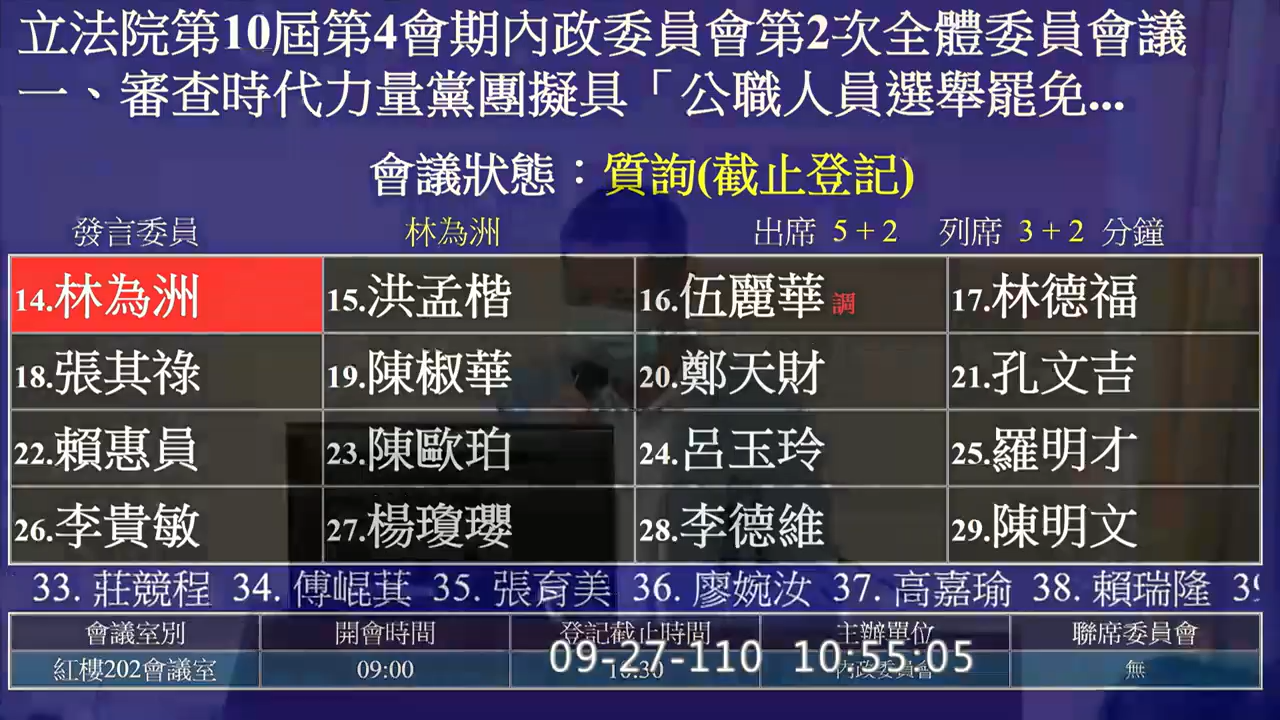 立法院第10屆第4會期內政委員會第2次全體委員會議
一、審查時代力量黨團擬具「公職人員選舉罷免...
會議狀態：質詢(截止登記)
發言委員 林為洲 出席 5 + 2 列席 3 + 2 分鐘
14.林為洲 15.洪孟楷 16.伍麗華 調 17.林德福
18.張其祿 19.陳椒華 20.鄭天財 21.孔文吉
22.賴惠員 23.陳歐珀 24.呂玉玲 25.羅明才
26.李貴敏 27.楊瓊瓔 28.李德維 29.陳明文
33. 莊競程 34. 傅崐萁 35. 張育美 36. 廖婉汝 37. 高嘉瑜 38. 賴瑞隆 39
會議室別 開會時間 登記截止時間 主辦單位 聯席委員會
紅樓202會議室 09:00 10:30 內政委員會 無
09-27-110 10:55:05